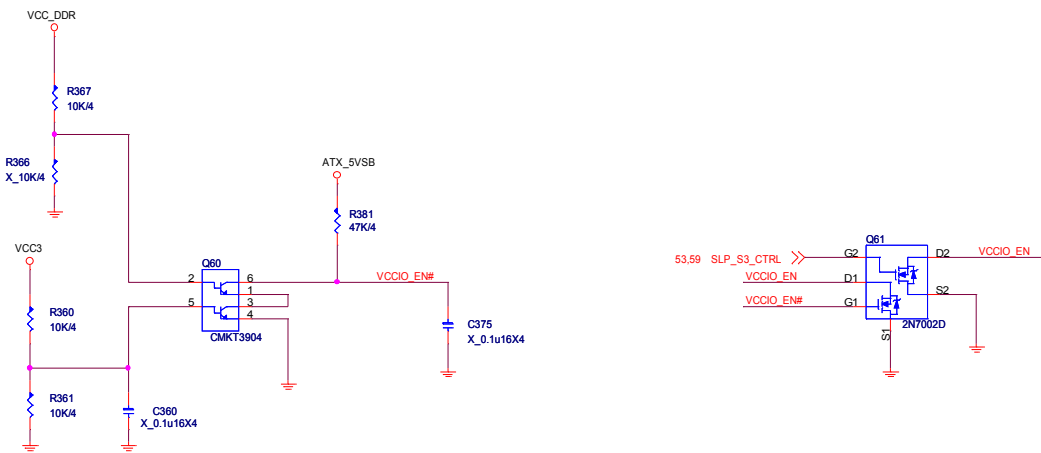 VCC_DDR
R367
10K/4
R366
X_10K/4
ATX_5VSB
R381
47K/4
VCC3
Q60
2
6
VCCIO_EN#
1
5
3
4
CMKT3904
R360
10K/4
C375
X_0.1u16X4
R361
10K/4
C360
X_0.1u16X4
Q61
53,59 SLP_S3_CTRL
G2
D2
VCCIO_EN
VCCIO_EN
D1
S2
VCCIO_EN#
G1
2N7002D
S1